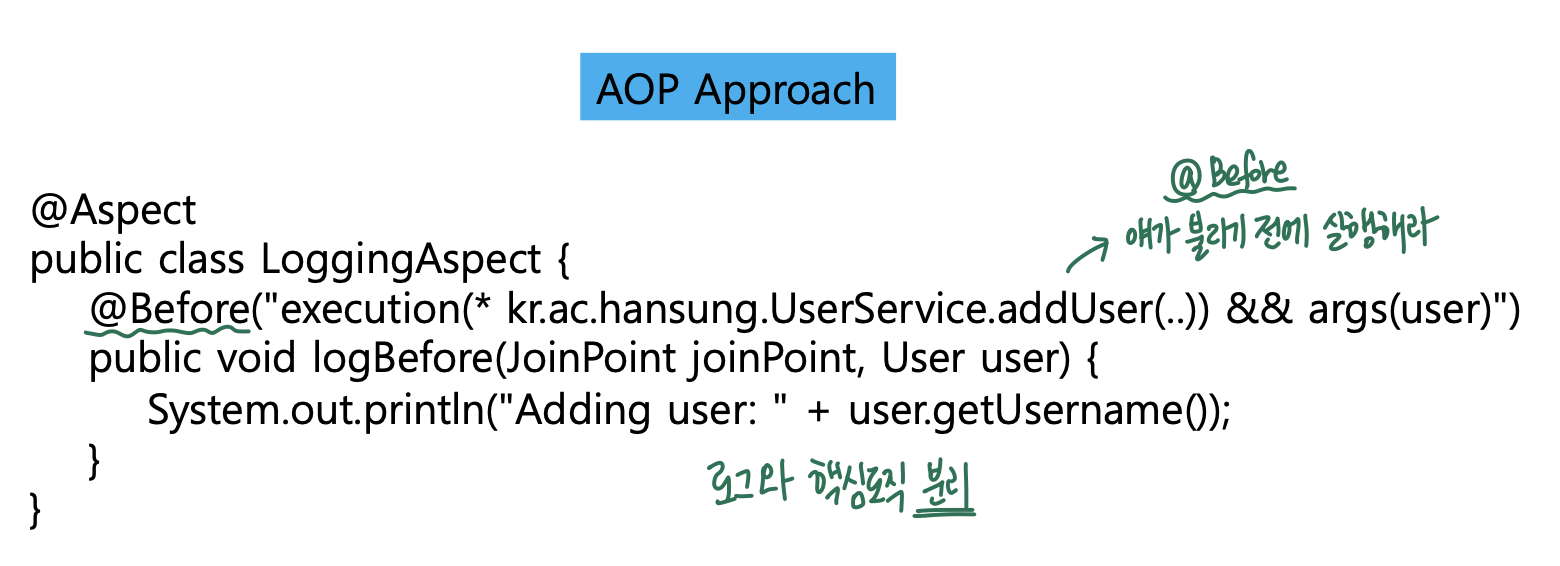 AOP Approach
@Before
얘가 불리기 전에 실행해라
@Aspect
public class LoggingAspect {
@Before("execution(* kr.ac.hansung.UserService.addUser(..)) && args(user)")
public void logBefore(JoinPoint joinPoint, User user) {
System.out.println("Adding user: " + user.getUsername());
}
로그와 핵심로직 분리
}